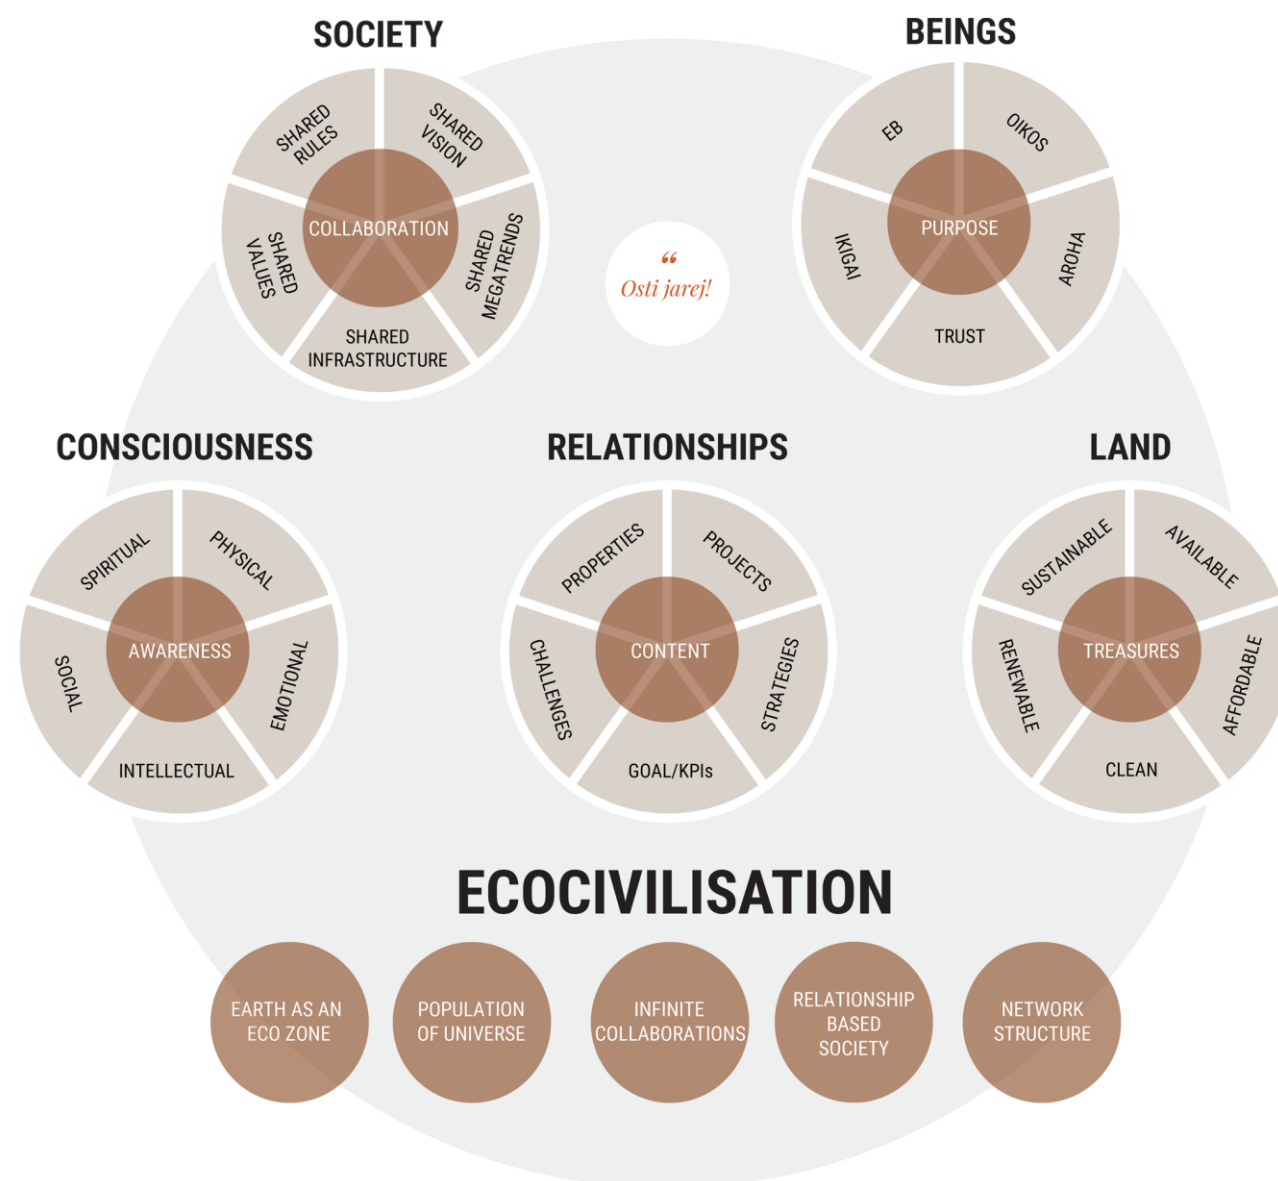 SOCIETY
BEINGS
SHARED
RULES
SHARED
VISION
SHARED
VALUES
COLLABORATION
SHARED
MEGATRENDS
SHARED
INFRASTRUCTURE
“
Osti jarej!
EB
OIKOS
IKIGAI
PURPOSE
AROHA
TRUST
CONSCIOUSNESS
RELATIONSHIPS
LAND
SPIRITUAL
PHYSICAL
SOCIAL
AWARENESS
EMOTIONAL
INTELLECTUAL
PROPERTIES
PROJECTS
CHALLENGES
CONTENT
STRATEGIES
GOAL/KPIs
SUSTAINABLE
AVAILABLE
RENEWABLE
TREASURES
AFFORDABLE
CLEAN
ECOCIVILISATION
EARTH AS AN
ECO ZONE
POPULATION
OF UNIVERSE
INFINITE
COLLABORATIONS
RELATIONSHIP
BASED
SOCIETY
NETWORK
STRUCTURE